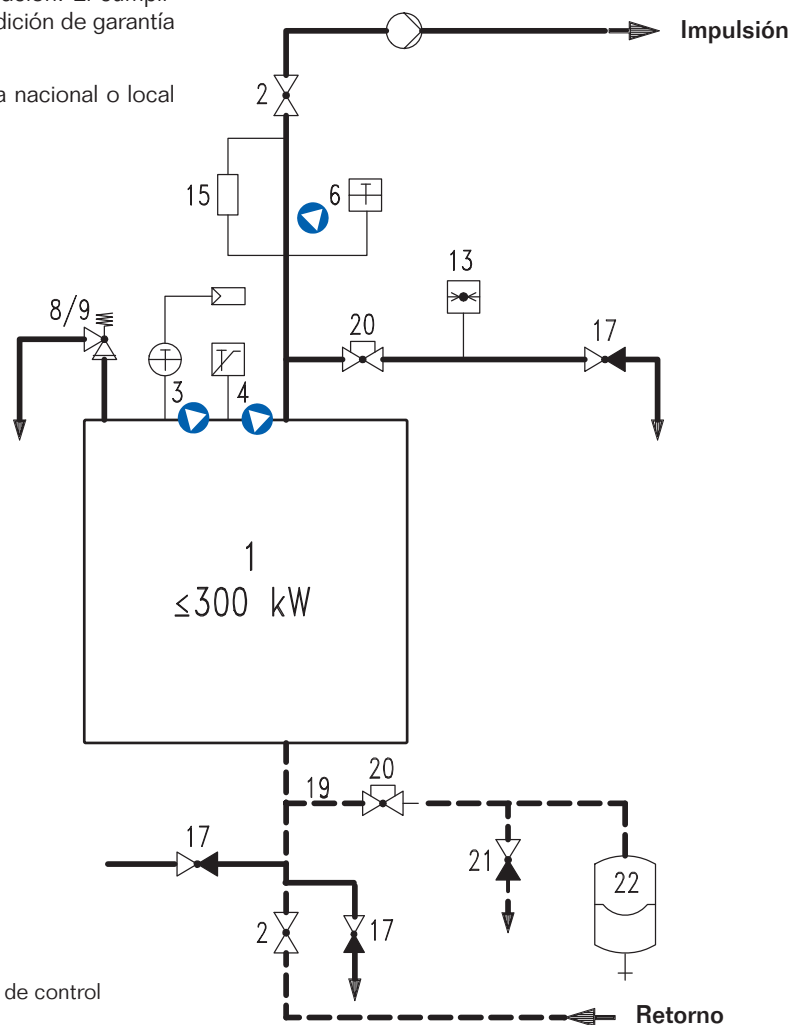 dición de garantía
a nacional o local
Impulsión
2
15
6
T
13
8/9
20
17
T
3
4
1
≤300 kW
19
20
17
21
22
2
17
de control
Retorno